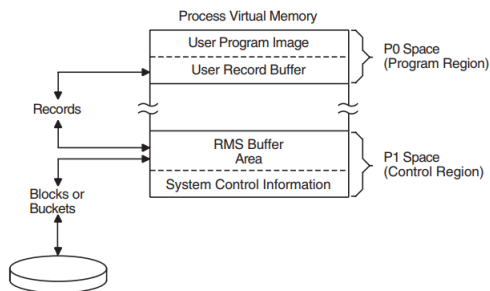 Process Virtual Memory
User Program Image
User Record Buffer
P0 Space
(Program Region)
Records
RMS Buffer
Area
System Control Information
P1 Space
(Control Region)
Blocks or
Buckets